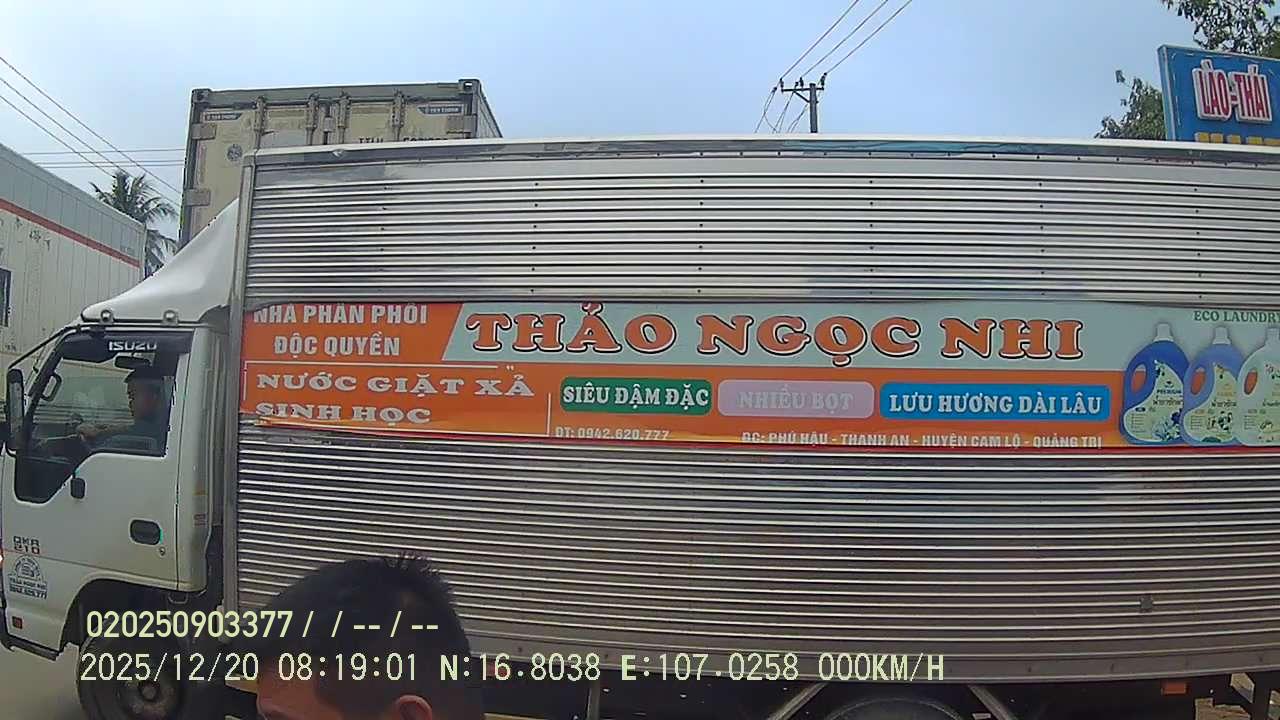 LÀO-THÁI
NHÀ PHÂN PHỐI
ĐỘC QUYỀN
THẢO NGỌC NHI
ECO LAUNDRY
NƯỚC GIẶT XẢ
SINH HỌC
SIÊU ĐẬM ĐẶC
NHIỀU BỌT
LƯU HƯƠNG DÀI LÂU
ĐT: 0942.620.777
ĐC: PHÚ HẬU - THANH AN - HUYỆN CAM LỘ - QUẢNG TRỊ
ISUZU
QKR
210
020250903377 / / -- / --
2025/12/20 08:19:01 N:16.8038 E:107.0258 000KM/H